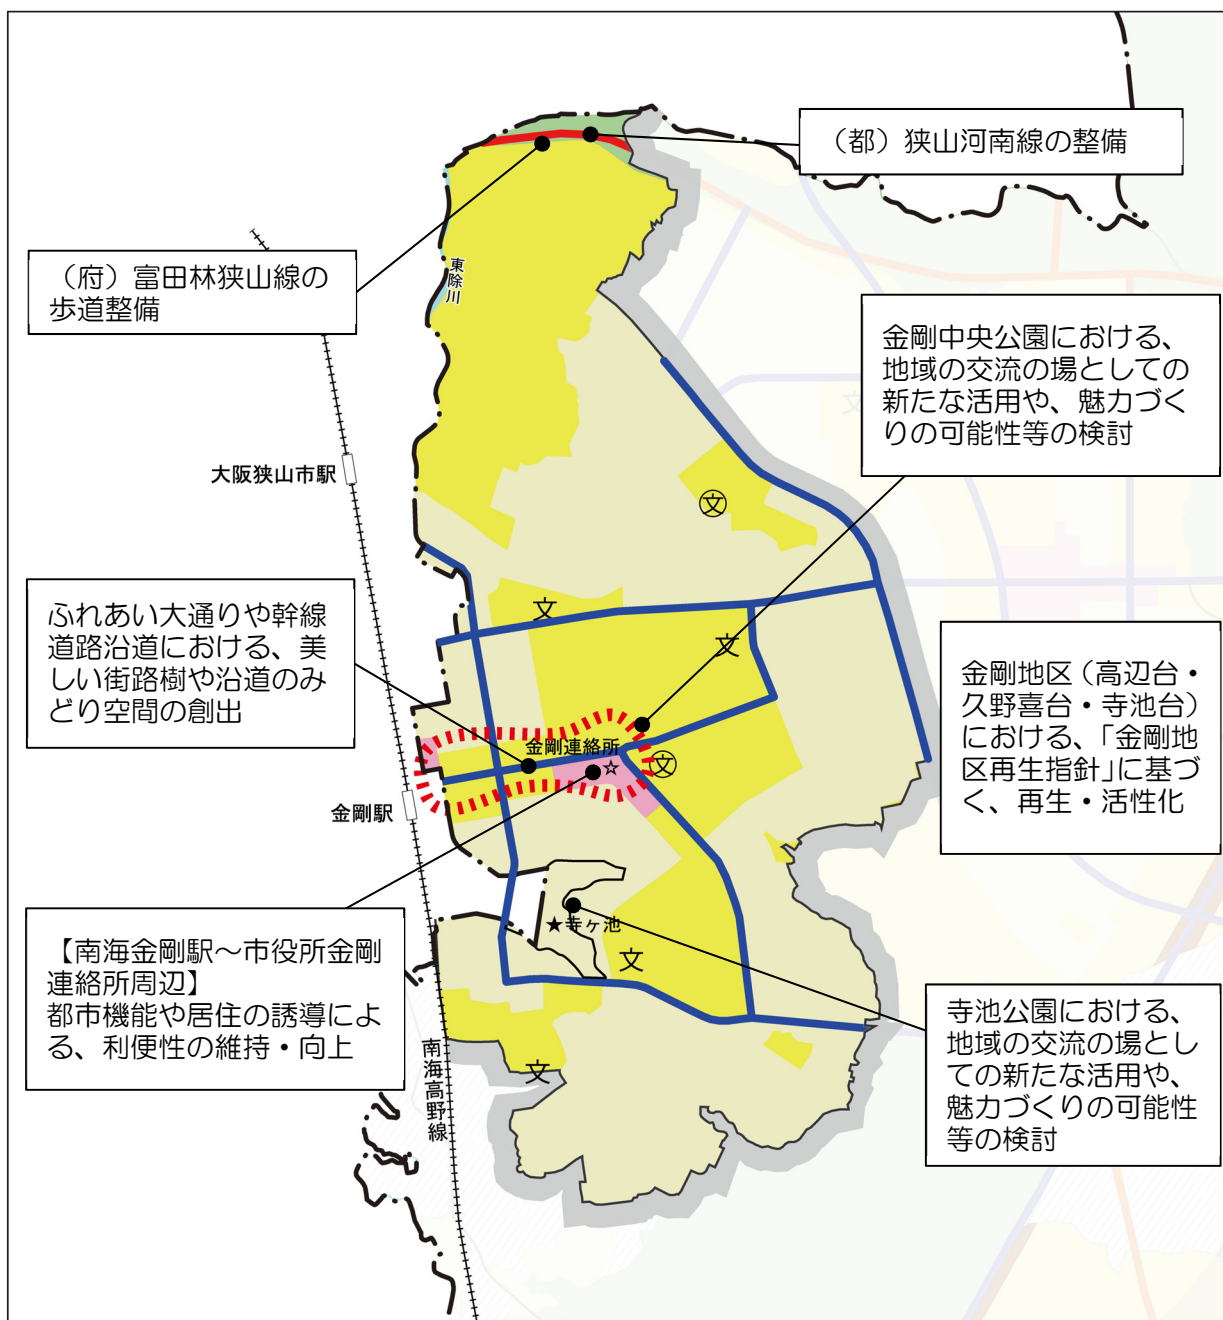 （都）狭山河南線の整備
（府）富田林狭山線の
歩道整備
東除川
金剛中央公園における、
地域の交流の場としての
新たな活用や、魅力づく
りの可能性等の検討
大阪狭山市駅
文
文
文
ふれあい大通りや幹線
道路沿道における、美
しい街路樹や沿道のみ
どり空間の創出
文
金剛地区（高辺台・
久野喜台・寺池台）
における、「金剛地
区再生指針」に基づ
く、再生・活性化
金剛連絡所
☆
文
金剛駅
★寺ヶ池
文
【南海金剛駅～市役所金剛
連絡所周辺】
都市機能や居住の誘導によ
る、利便性の維持・向上
寺池公園における、
地域の交流の場とし
ての新たな活用や、
魅力づくりの可能性
等の検討
南海高野線
文